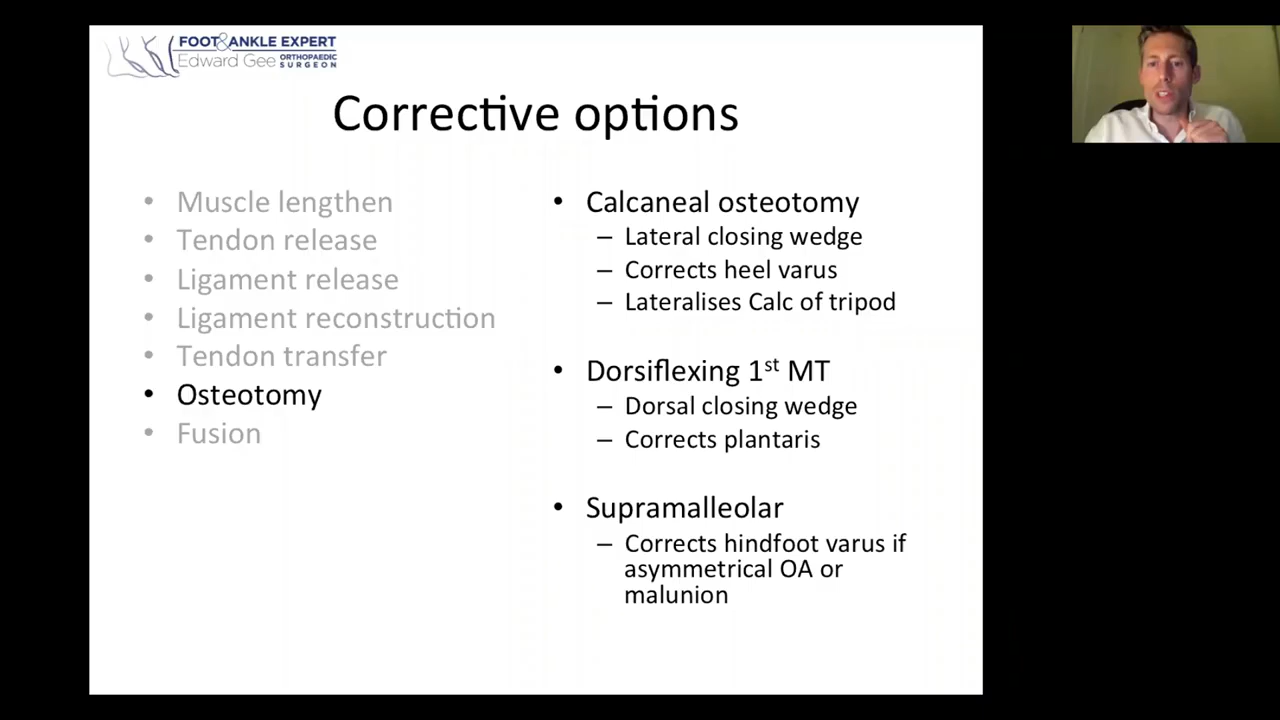 FOOT&ANKLE EXPERT
Edward Gee ORTHOPAEDIC SURGEON
Corrective options
• Muscle lengthen
• Tendon release
• Ligament release
• Ligament reconstruction
• Tendon transfer
• Osteotomy
• Fusion
• Calcaneal osteotomy
– Lateral closing wedge
– Corrects heel varus
– Lateralises Calc of tripod
• Dorsiflexing 1st MT
– Dorsal closing wedge
– Corrects plantaris
• Supramalleolar
– Corrects hindfoot varus if
asymmetrical OA or
malunion